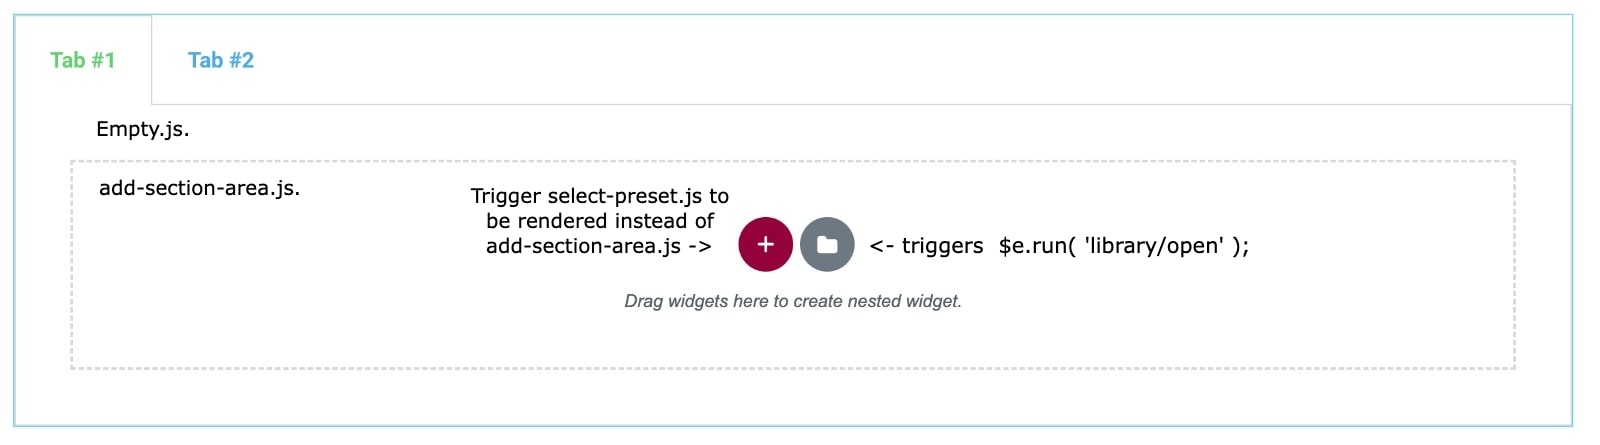 Tab #1 Tab #2
Empty.js.
add-section-area.js.
Trigger select-preset.js to
be rendered instead of
add-section-area.js -> + <- triggers $e.run( 'library/open' );
Drag widgets here to create nested widget.